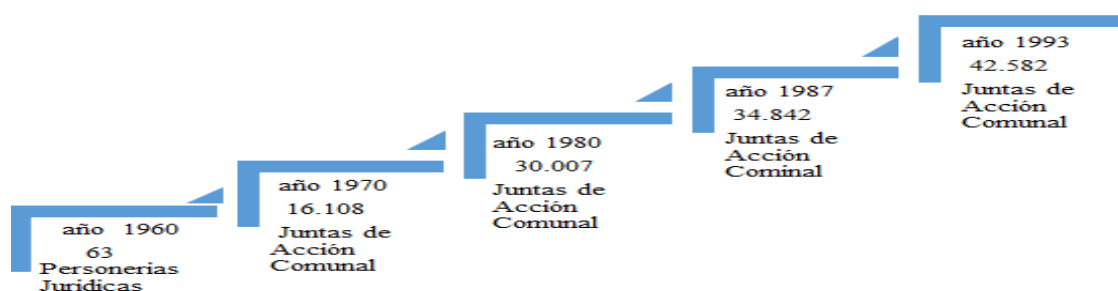 año 1960
63
Personerias
Juridicas
año 1970
16.108
Juntas de
Acción
Comunal
año 1980
30.007
Juntas de
Acción
Comunal
año 1987
34.842
Juntas de
Acción
Cominal
año 1993
42.582
Juntas de
Acción
Comunal